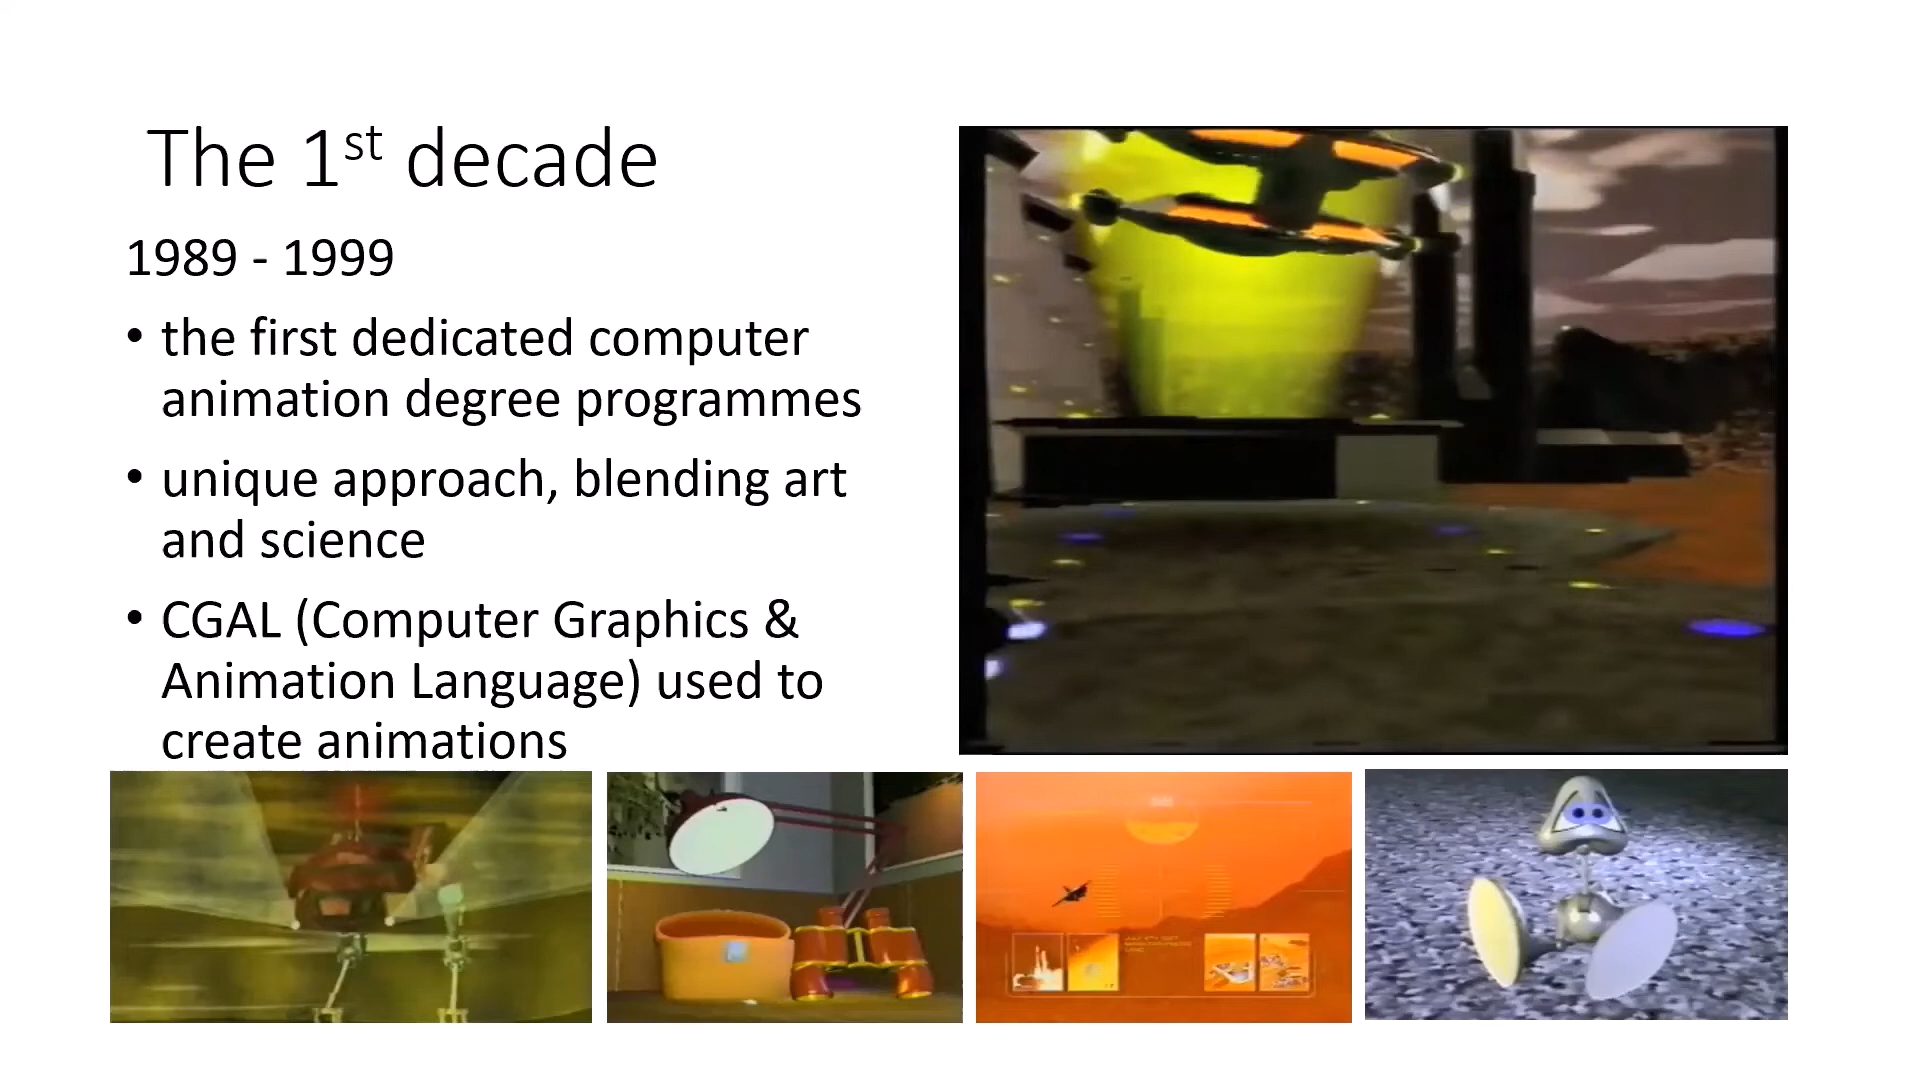 The 1st decade
1989 - 1999
• the first dedicated computer
animation degree programmes
• unique approach, blending art
and science
• CGAL (Computer Graphics &
Animation Language) used to
create animations